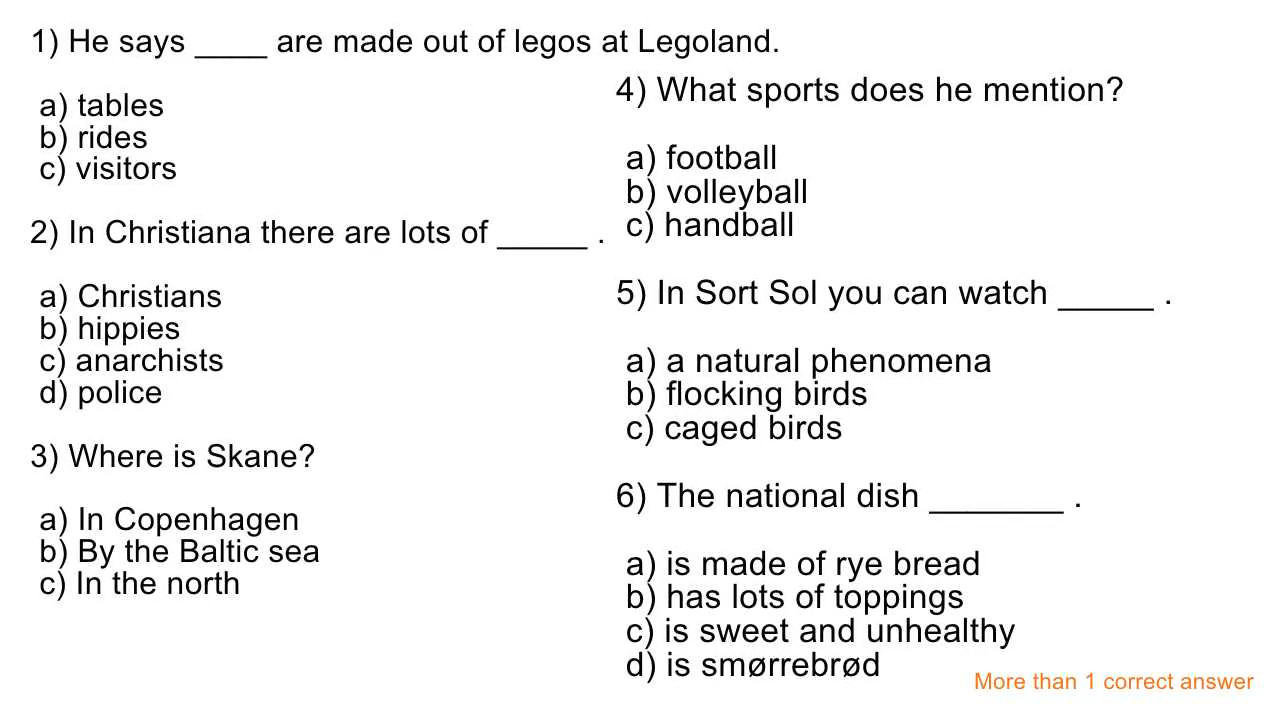 1) He says ____ are made out of legos at Legoland.
a) tables
b) rides
c) visitors
2) In Christiana there are lots of _____ .
a) Christians
b) hippies
c) anarchists
d) police
3) Where is Skane?
a) In Copenhagen
b) By the Baltic sea
c) In the north
4) What sports does he mention?
a) football
b) volleyball
c) handball
5) In Sort Sol you can watch _____ .
a) a natural phenomena
b) flocking birds
c) caged birds
6) The national dish _______ .
a) is made of rye bread
b) has lots of toppings
c) is sweet and unhealthy
d) is smørrebrød
More than 1 correct answer